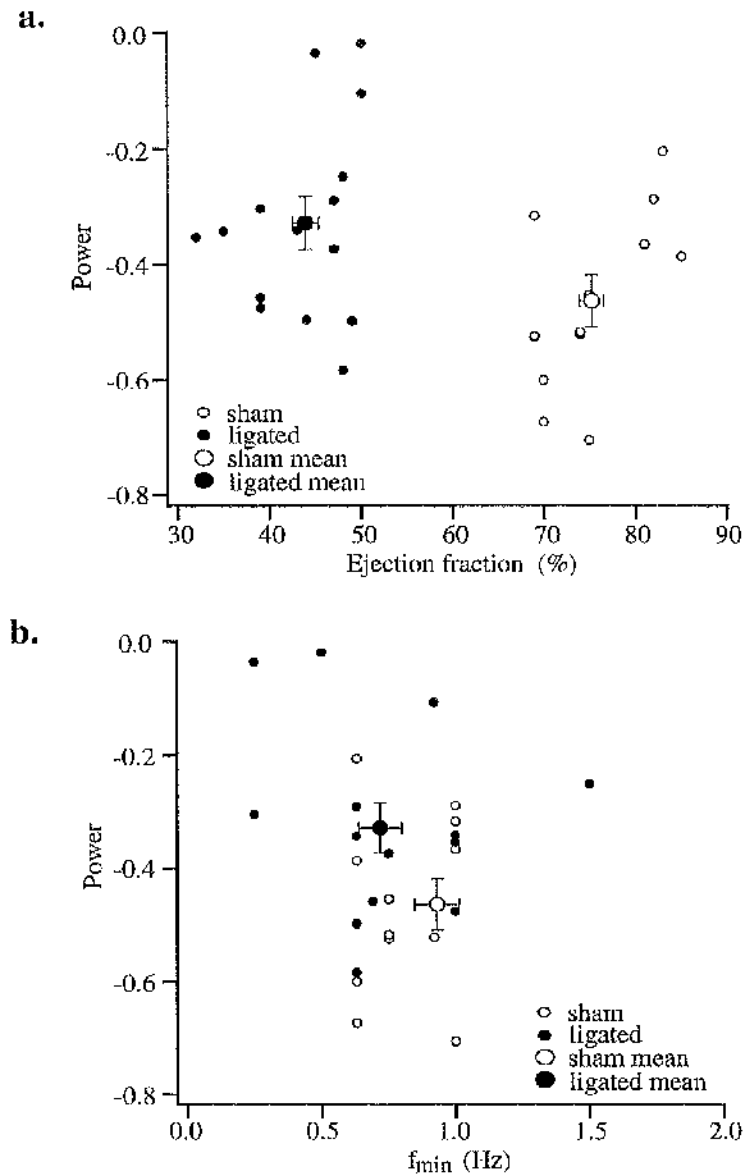 a.
0.0
-0.2
-0.4
-0.6
-0.8
Power
sham
ligated
sham mean
ligated mean
30 40 50 60 70 80 90
Ejection fraction (%)
b.
0.0
-0.2
-0.4
-0.6
-0.8
Power
sham
ligated
sham mean
ligated mean
0.0 0.5 1.0 1.5 2.0
fmin (Hz)